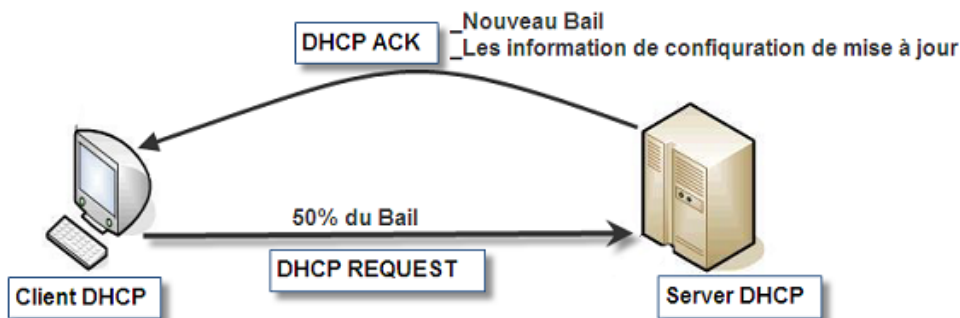 DHCP ACK
_Nouveau Bail
_Les information de configuration de mise à jour
50% du Bail
DHCP REQUEST
Client DHCP
Server DHCP